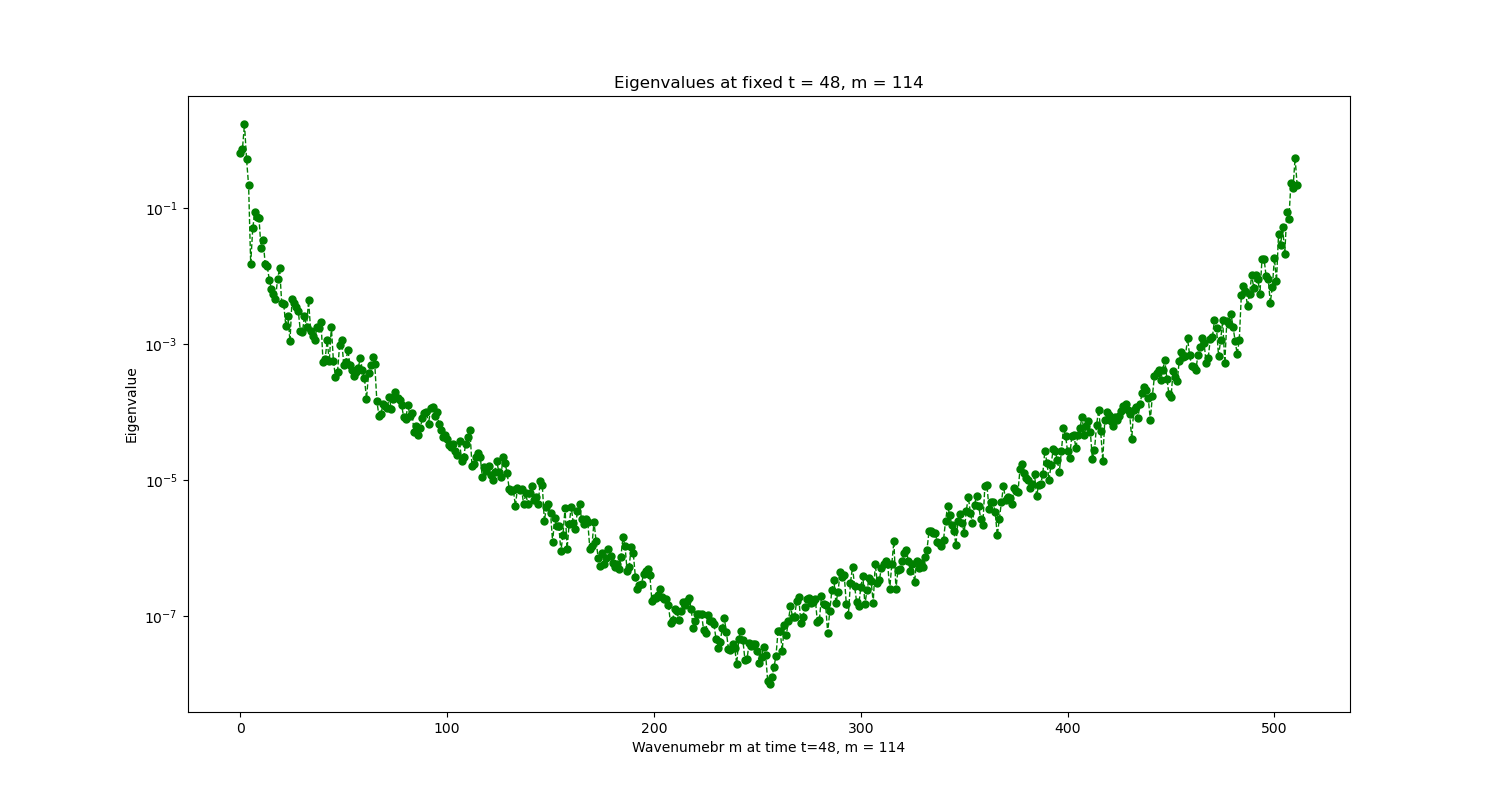 Eigenvalues at fixed t = 48, m = 114
Eigenvalue
10⁻¹
10⁻³
10⁻⁵
10⁻⁷
0 100 200 300 400 500
Wavenumebr m at time t=48, m = 114